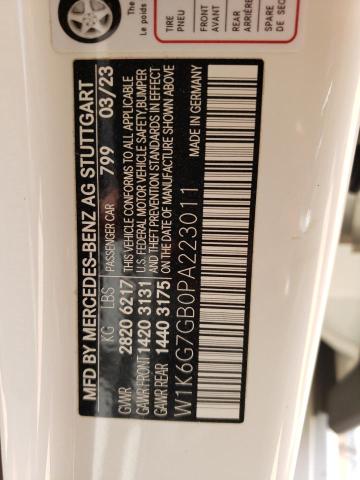 The
Le poids
TIRE
PNEU
FRONT
AVANT
REAR
ARRIÈRE
SPARE
DE SEC
MFD BY MERCEDES-BENZ AG STUTTGART
KG LBS PASSENGER CAR 799 03/23
GVWR 2820 6217 THIS VEHICLE CONFORMS TO ALL APPLICABLE
GAWR FRONT 1420 3131 U.S. FEDERAL MOTOR VEHICLE SAFETY, BUMPER
GAWR REAR 1440 3175 AND THEFT PREVENTION STANDARDS IN EFFECT
ON THE DATE OF MANUFACTURE SHOWN ABOVE
W1K6G7GB0PA223011 MADE IN GERMANY